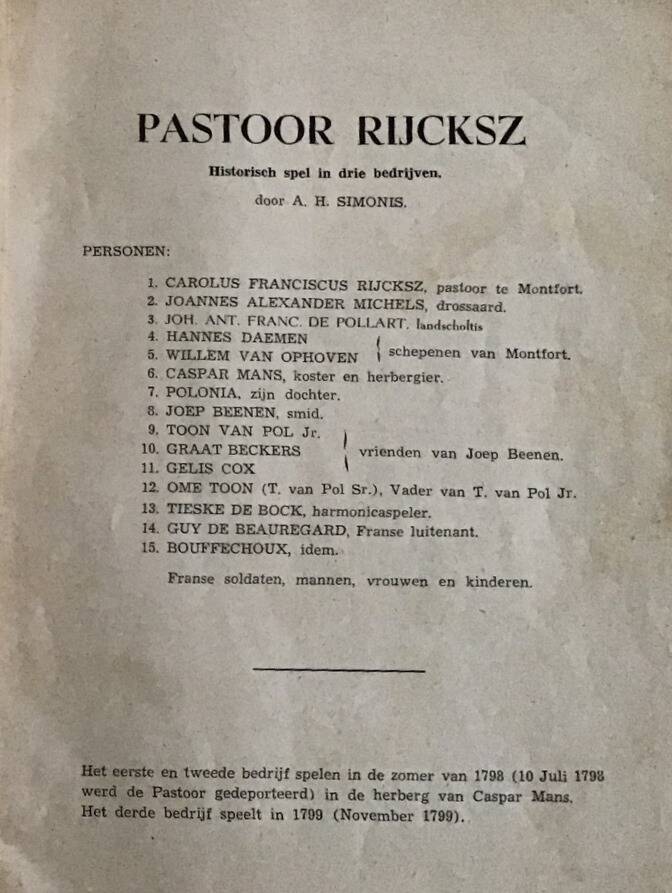 PASTOOR RIJCKSZ
Historisch spel in drie bedrijven.
door A. H. SIMONIS.
PERSONEN:
1. CAROLUS FRANCISCUS RIJCKSZ, pastoor te Montfort.
2. JOANNES ALEXANDER MICHELS, drossaard.
3. JOH. ANT. FRANC. DE POLLART. landscholtis
4. HANNES DAEMEN
5. WILLEM VAN OPHOVEN schepenen van Montfort.
6. CASPAR MANS, koster en herbergier.
7. POLONIA, zijn dochter.
8. JOEP BEENEN, smid.
9. TOON VAN POL Jr.
10. GRAAT BECKERS vrienden van Joep Beenen.
11. GELIS COX
12. OME TOON (T. van Pol Sr.), Vader van T. van Pol Jr.
13. TIESKE DE BOCK, harmonicaspeler.
14. GUY DE BEAUREGARD, Franse luitenant.
15. BOUFFECHOUX, idem.
Franse soldaten, mannen, vrouwen en kinderen.
Het eerste en tweede bedrijf spelen in de zomer van 1798 (10 Juli 1798
werd de Pastoor gedeporteerd) in de herberg van Caspar Mans.
Het derde bedrijf speelt in 1799 (November 1799).